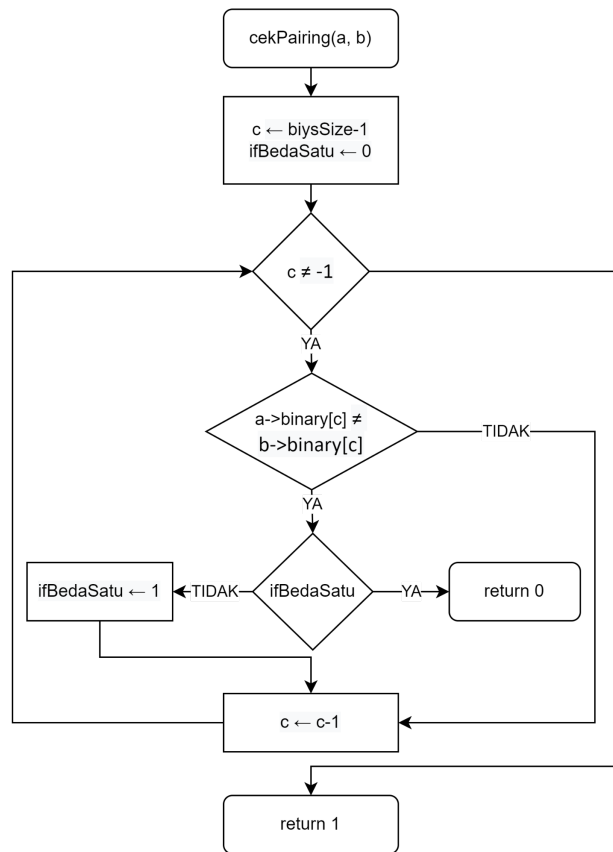 cekPairing(a, b)
c ← biysSize-1
ifBedaSatu ← 0
c ≠ -1
YA
a->binary[c] ≠
b->binary[c]
TIDAK
YA
ifBedaSatu ← 1
TIDAK
ifBedaSatu
YA
return 0
c ← c-1
return 1